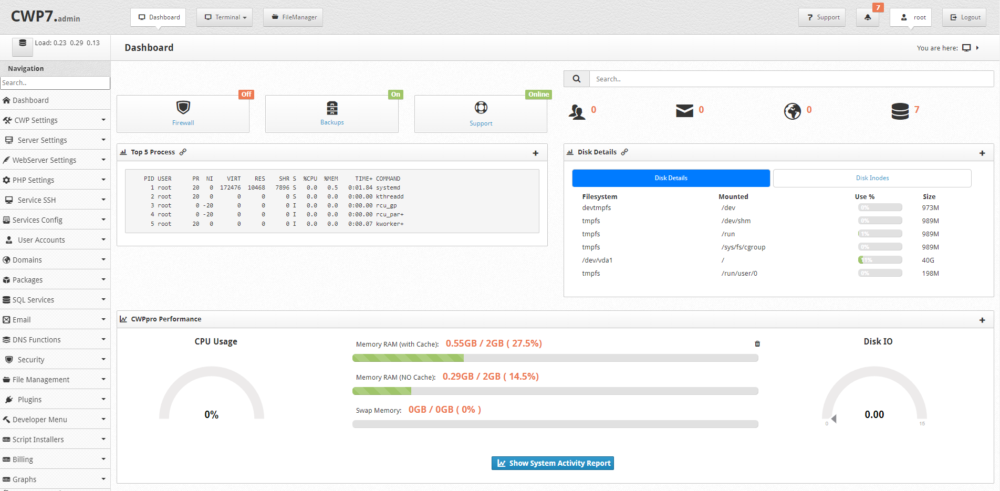 CWP7.admin
Dashboard
Terminal
FileManager
7
? Support
root
Logout
Load: 0.23 0.29 0.13
Dashboard
You are here:
Navigation
Search..
Dashboard
CWP Settings
Server Settings
WebServer Settings
PHP Settings
Service SSH
Services Config
User Accounts
Domains
Packages
SQL Services
Email
DNS Functions
Security
File Management
Plugins
Developer Menu
NEW Script Installers
NEW Billing
NEW Graphs
Off
Firewall
On
Backups
Online
Support
Search..
0
0
0
7
Top 5 Process
PID USER PR NI VIRT RES SHR S %CPU %MEM TIME+ COMMAND
1 root 20 0 172476 10468 7896 S 0.0 0.5 0:01.84 systemd
2 root 20 0 0 0 0 S 0.0 0.0 0:00.00 kthreadd
3 root 0 -20 0 0 0 I 0.0 0.0 0:00.00 rcu_gp
4 root 0 -20 0 0 0 I 0.0 0.0 0:00.00 rcu_par+
5 root 20 0 0 0 0 I 0.0 0.0 0:00.07 kworker+
Disk Details
Disk Details
Disk Inodes
Filesystem Mounted Use % Size
devtmpfs /dev 0% 973M
tmpfs /dev/shm 0% 989M
tmpfs /run 1% 989M
tmpfs /sys/fs/cgroup 0% 989M
/dev/vda1 / 11% 40G
tmpfs /run/user/0 0% 198M
CWPpro Performance
CPU Usage
0%
Memory RAM (with Cache): 0.55GB / 2GB ( 27.5%)
Memory RAM (NO Cache): 0.29GB / 2GB ( 14.5%)
Swap Memory: 0GB / 0GB ( 0% )
Disk IO
0.00
0
15
Show System Activity Report